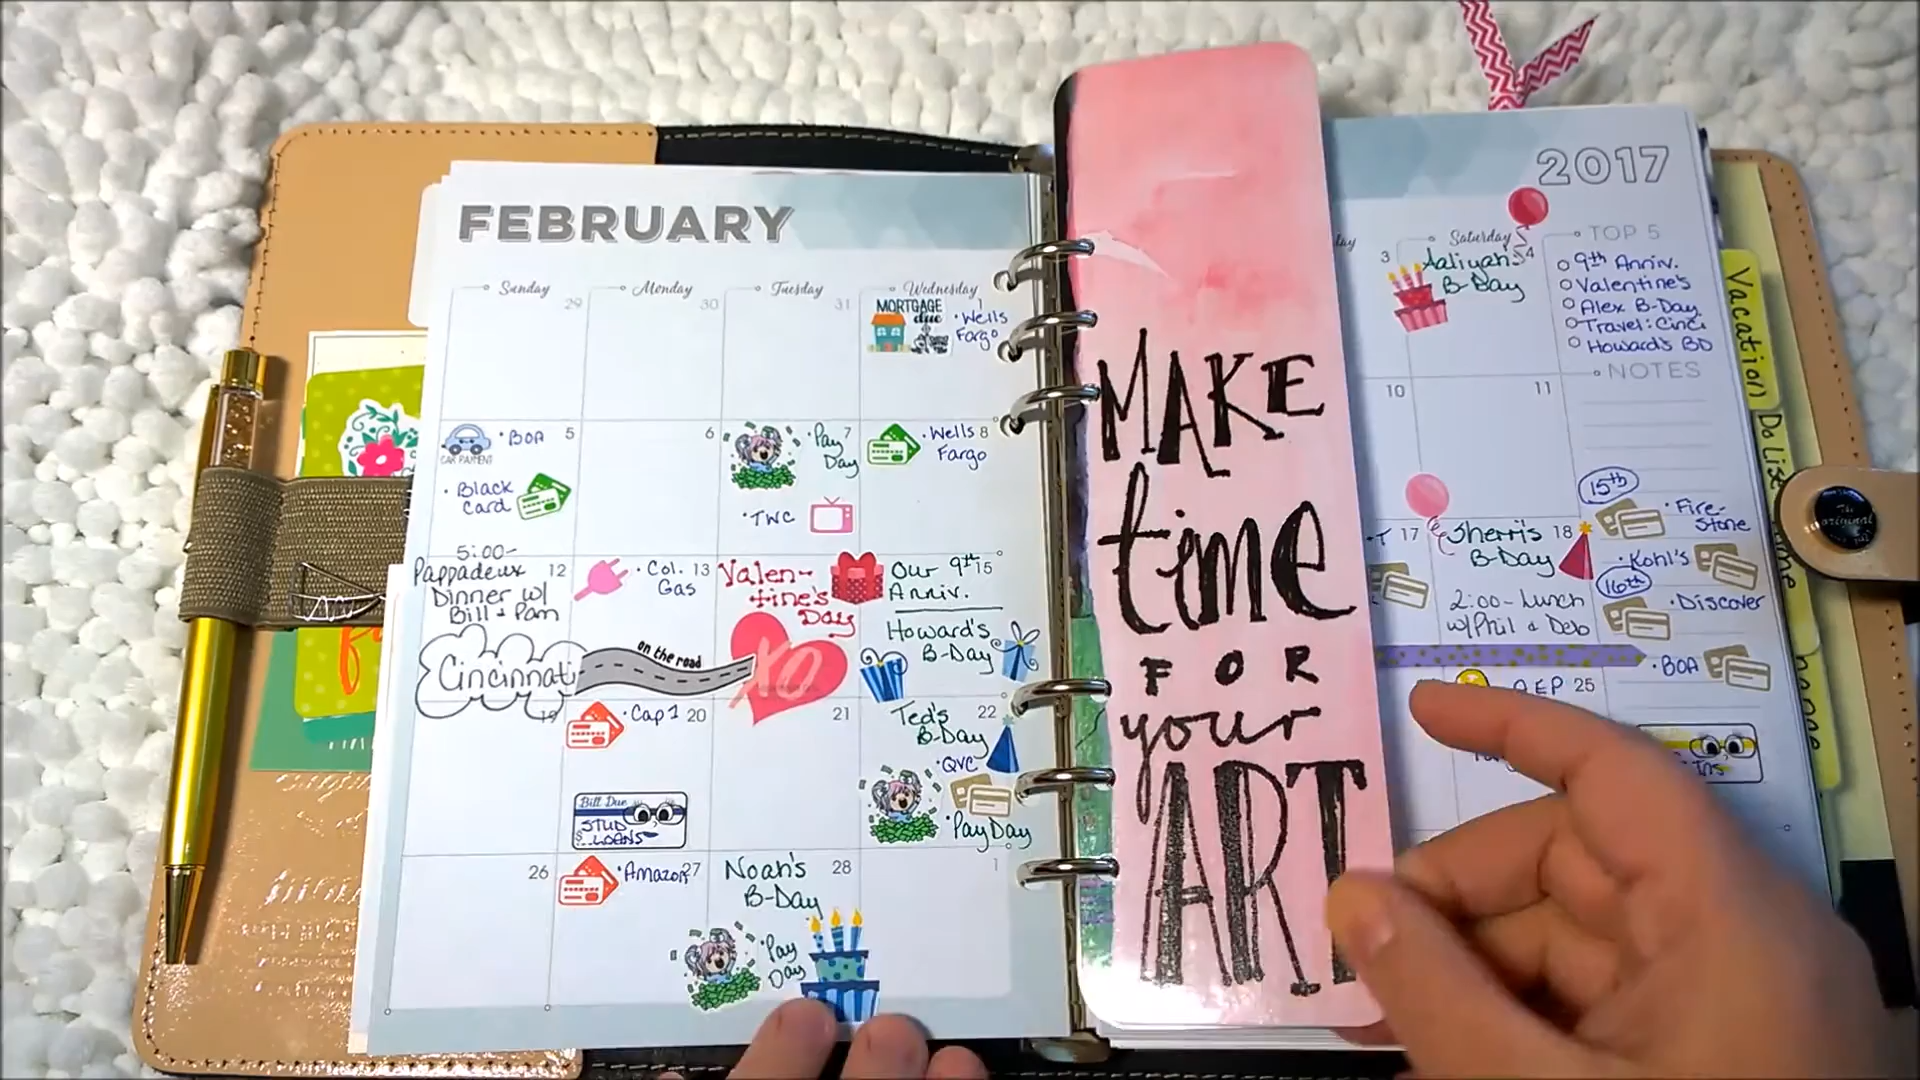 FEBRUARY
2017
Sunday
Monday
Tuesday
Wednesday
Saturday
TOP 5
9th Anniv.
Valentine's
Alex B-Day
Travel: Cinci
Howard's BD
NOTES
29
30
31
1
MORTGAGE
due
• Wells
Fargo
3
4
Aaliyah's
B-Day
5
• BOA
CAR PAYMENT
• Black
Card
6
7
• Pay
Day
• TWC
8
• Wells
Fargo
10
11
12
5:00-
Pappadeux
Dinner w/
Bill & Pam
Cincinnati
on the road
13
• Col.
Gas
Valen-
tine's
Day
XO
15
Our 9th
Anniv.
Howard's
B-Day
17
18
Sherri's
B-Day
2:00-Lunch
w/Phil & Deb
15th
• Fire-
stone
• Kohl's
16th
• Discover
• BOA
19
20
• Cap 1
Bill Due
STUD
LOANS
21
22
Ted's
B-Day
• QVC
• Pay Day
AEP
25
26
27
• Amazon
28
Noah's
B-Day
• Pay
Day
1
MAKE
time
FOR
your
ART
Vacation
The
original